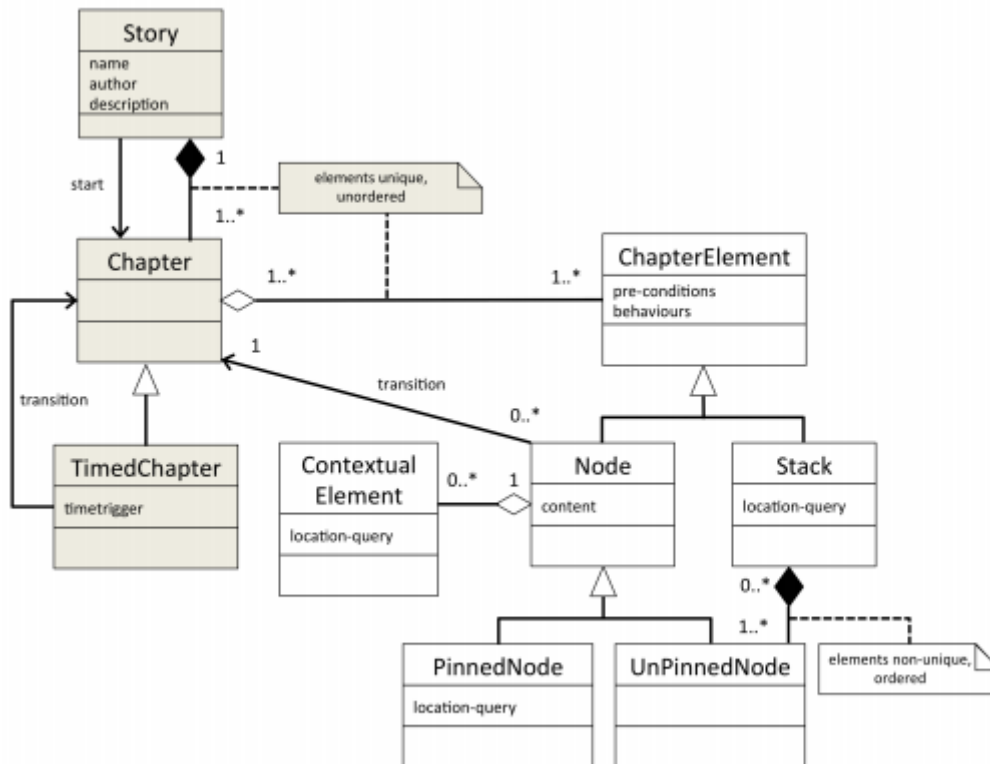 Story
name
author
description
start
1
1..*
elements unique,
unordered
Chapter
1..*
1..*
ChapterElement
pre-conditions
behaviours
1
transition
transition
0..*
TimedChapter
timetrigger
Contextual
Element
location-query
0..*
1
Node
content
Stack
location-query
0..*
1..*
PinnedNode
location-query
UnPinnedNode
elements non-unique,
ordered